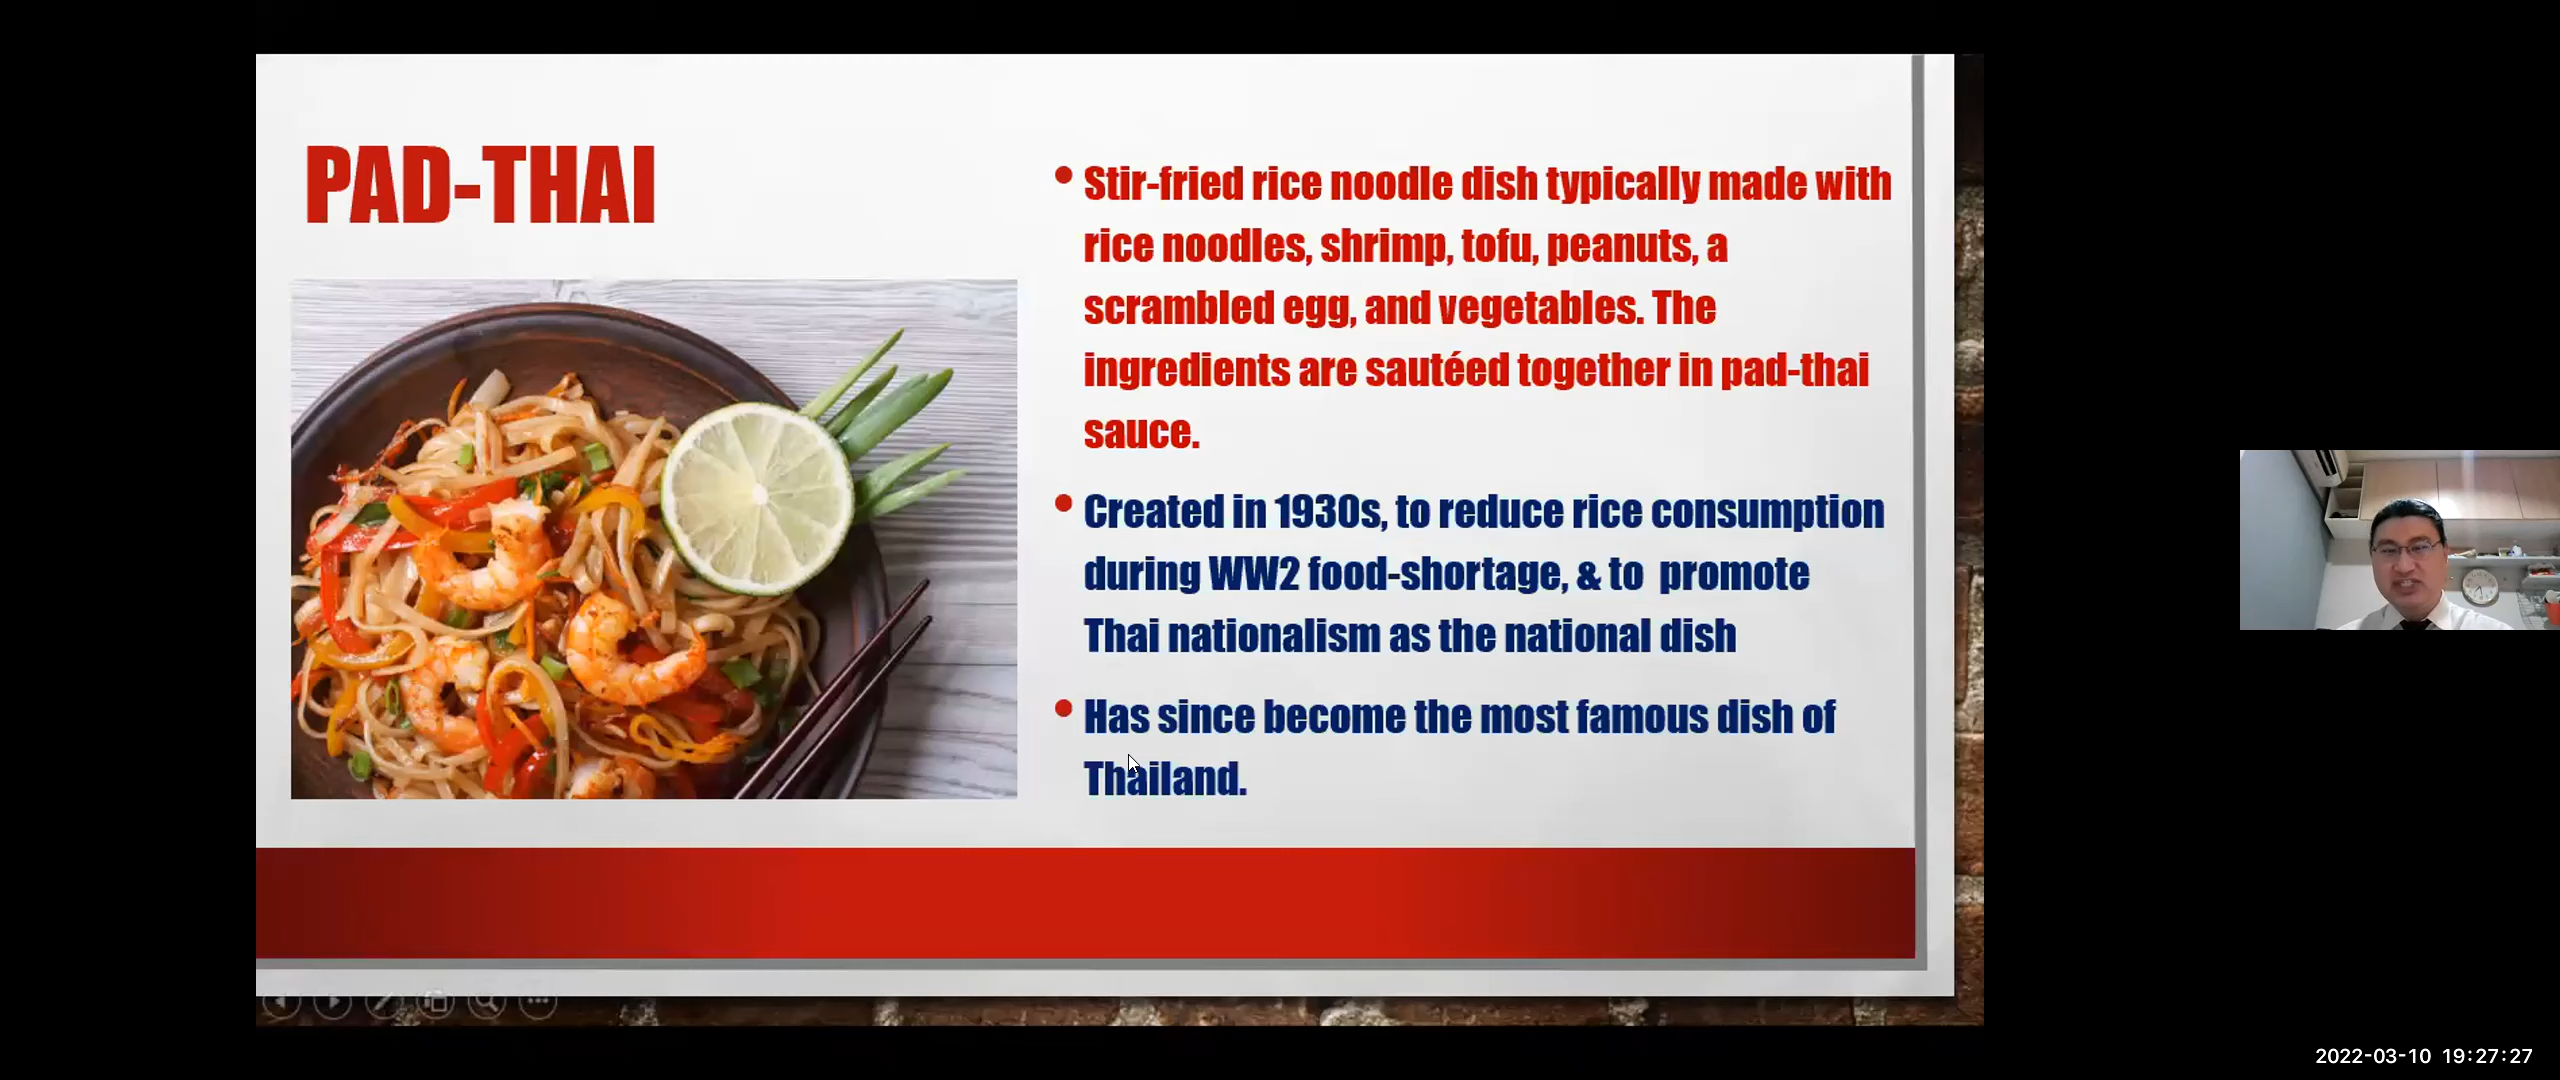 PAD-THAI
• Stir-fried rice noodle dish typically made with
rice noodles, shrimp, tofu, peanuts, a
scrambled egg, and vegetables. The
ingredients are sautéed together in pad-thai
sauce.
• Created in 1930s, to reduce rice consumption
during WW2 food-shortage, & to promote
Thai nationalism as the national dish
• Has since become the most famous dish of
Thailand.
2022-03-10 19:27:27